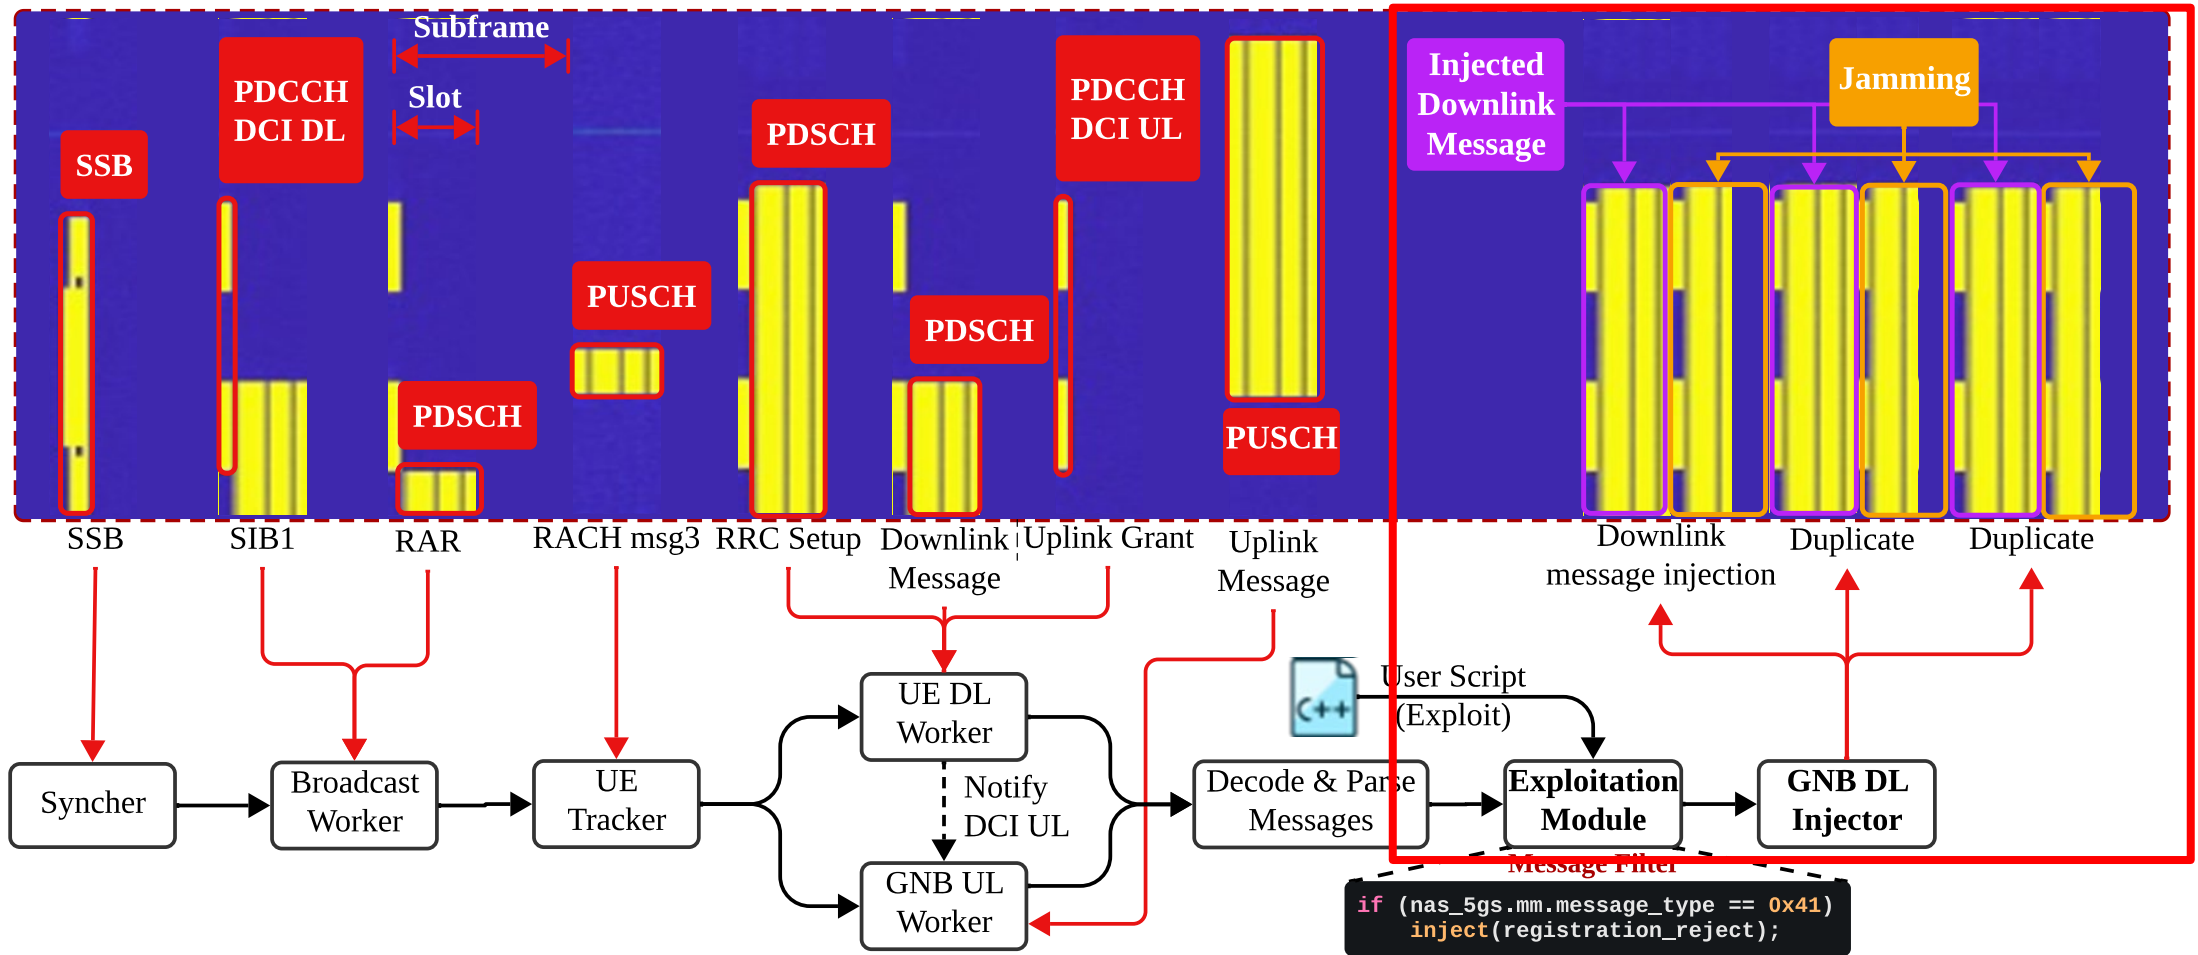 Subframe
Slot
SSB
PDCCH
DCI DL
PDSCH
PUSCH
PDSCH
PDSCH
PDCCH
DCI UL
PUSCH
Injected
Downlink
Message
Jamming
SSB
SIB1
RAR
RACH msg3
RRC Setup
Downlink
Message
Uplink Grant
Uplink
Message
Downlink
message injection
Duplicate
Duplicate
User Script
(Exploit)
C++
Syncher
Broadcast
Worker
UE
Tracker
UE DL
Worker
Notify
DCI UL
GNB UL
Worker
Decode & Parse
Messages
Exploitation
Module
GNB DL
Injector
Message Filter
if (nas_5gs.mm.message_type == 0x41)
inject(registration_reject);